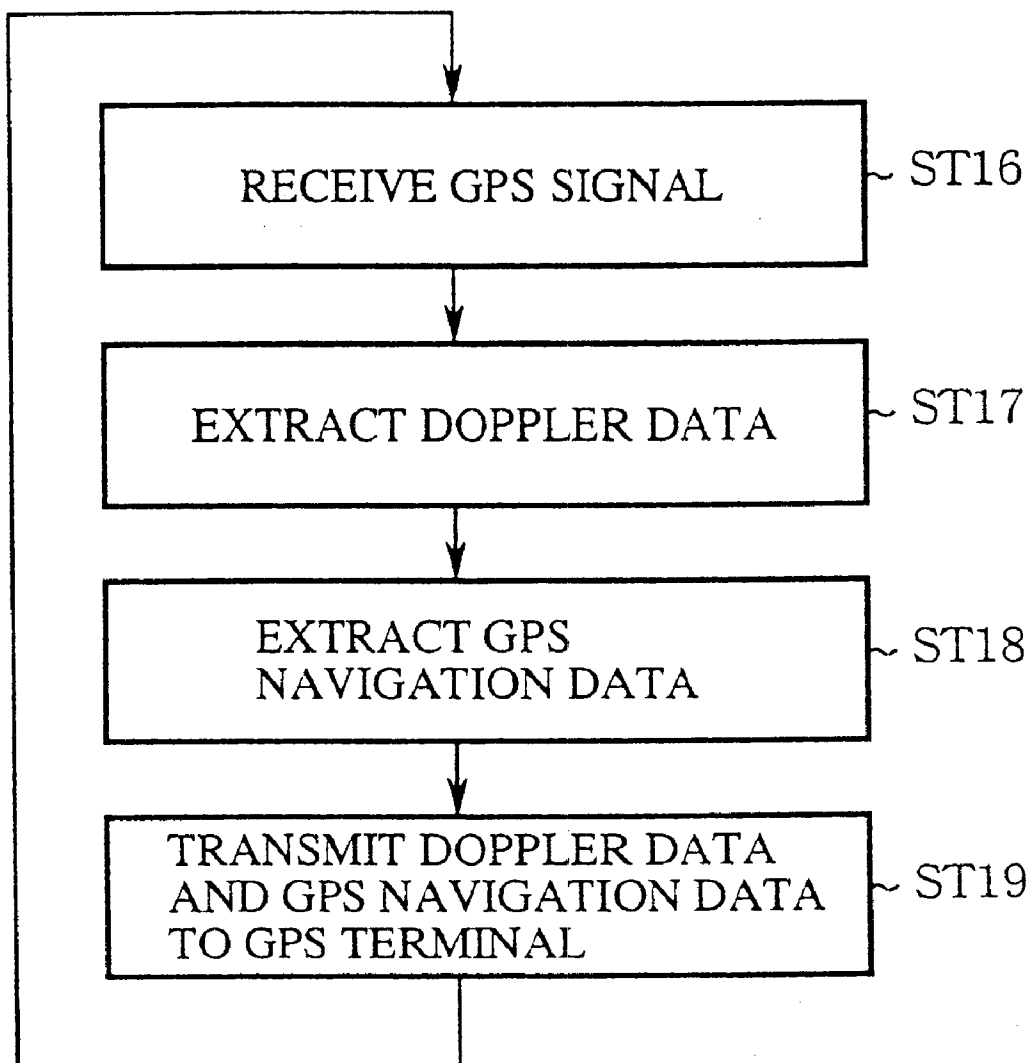 RECEIVE GPS SIGNAL
ST16
EXTRACT DOPPLER DATA
ST17
EXTRACT GPS
NAVIGATION DATA
ST18
TRANSMIT DOPPLER DATA
AND GPS NAVIGATION DATA
TO GPS TERMINAL
ST19